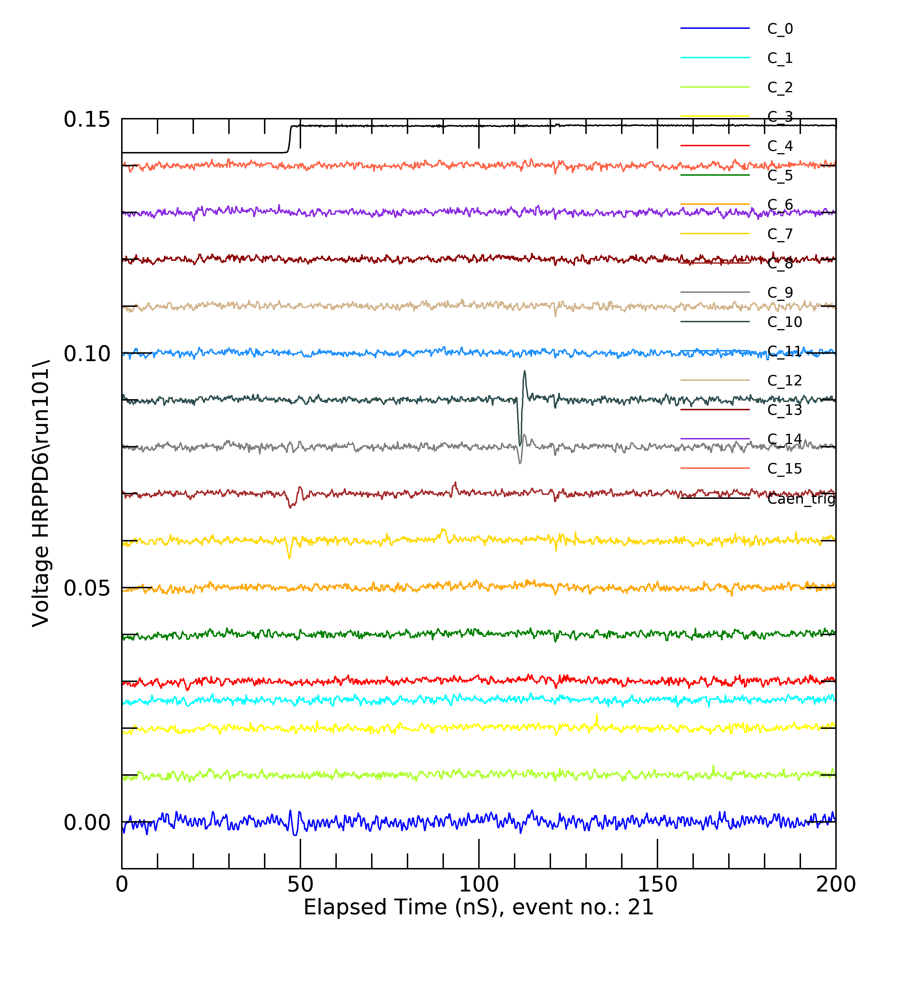 C_0
C_1
C_2
C_3
C_4
C_5
C_6
C_7
C_8
C_9
C_10
C_11
C_12
C_13
C_14
C_15
Caen_trig
0.15
0.10
0.05
0.00
Voltage HRPPD6\run101\
0 50 100 150 200
Elapsed Time (nS), event no.: 21